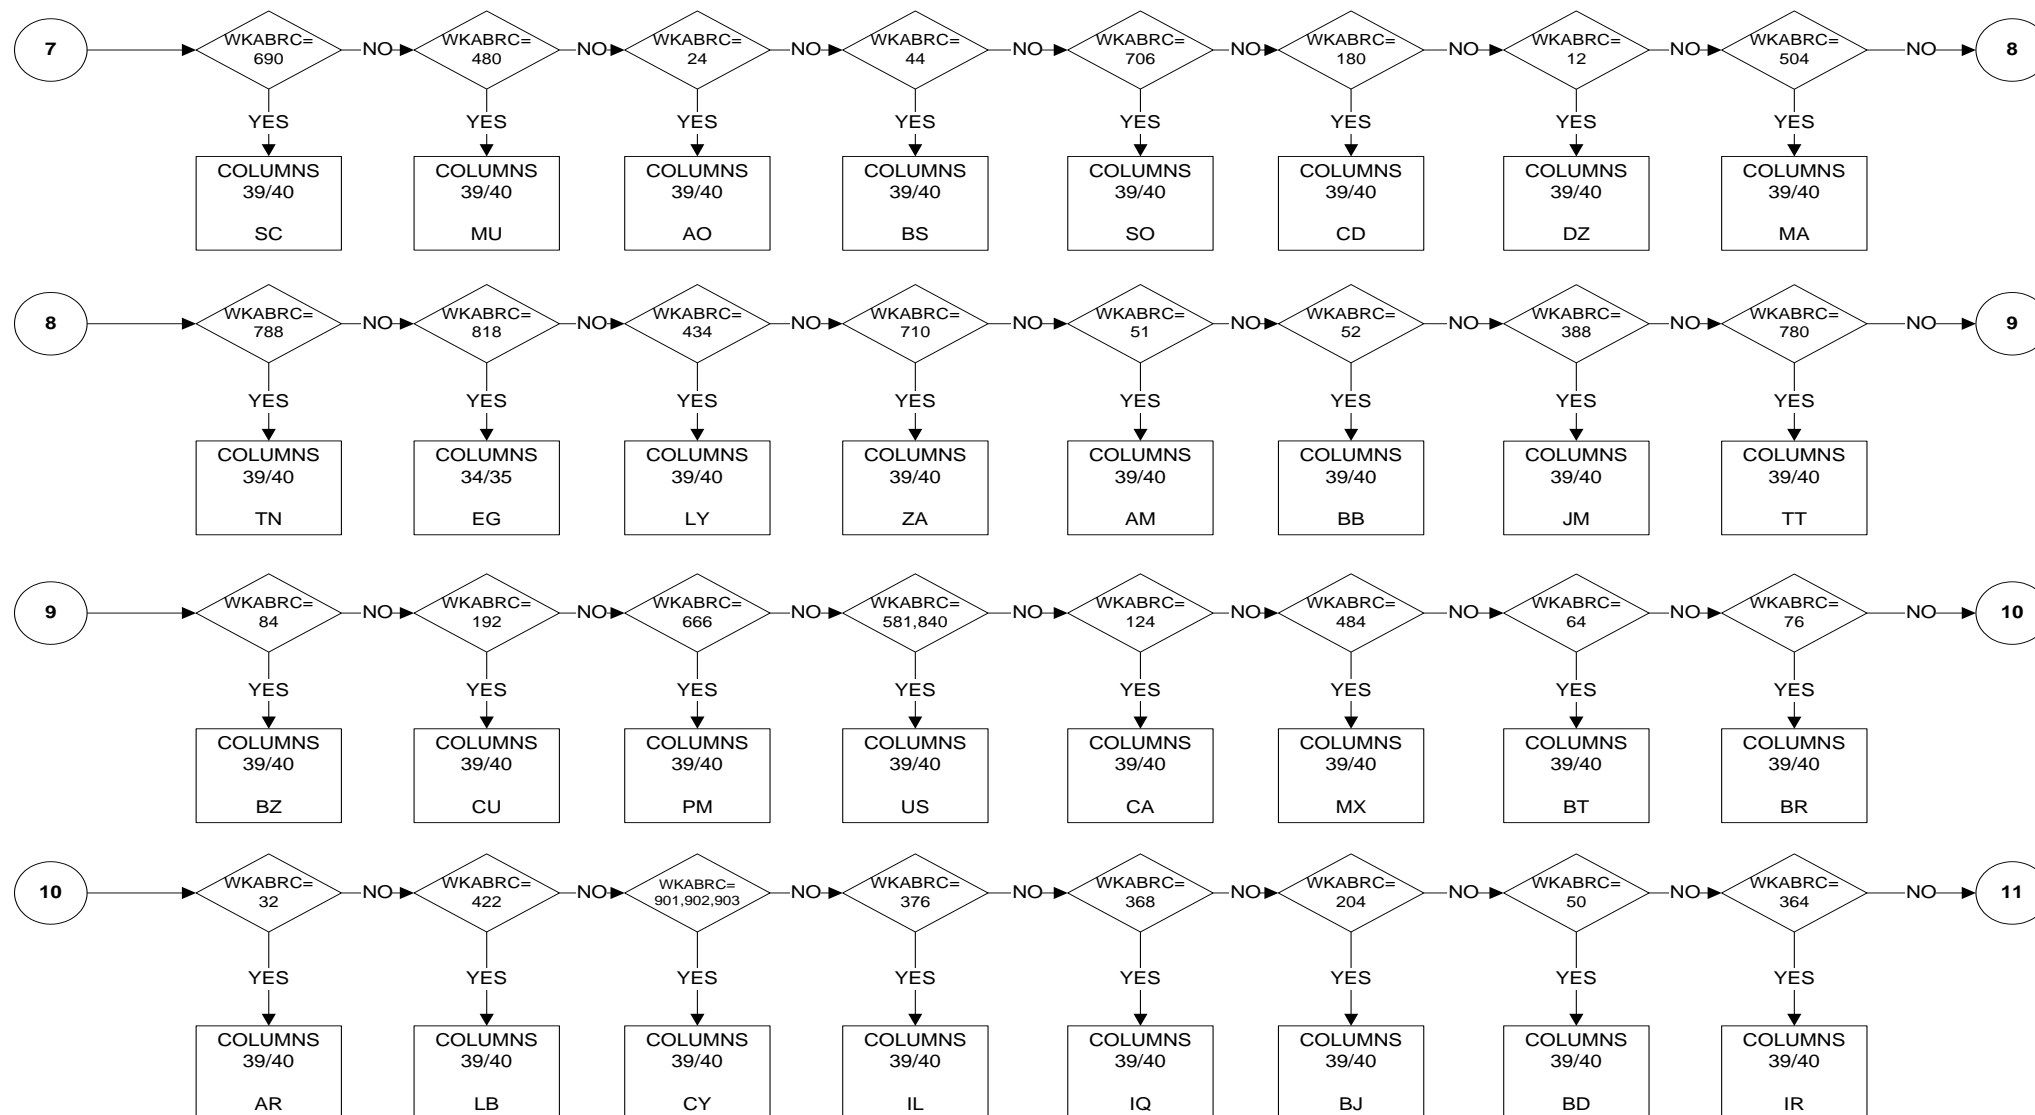 7
WKABRC=
690
NO
WKABRC=
480
NO
WKABRC=
24
NO
WKABRC=
44
NO
WKABRC=
706
NO
WKABRC=
180
NO
WKABRC=
12
NO
WKABRC=
504
NO
8
YES
YES
YES
YES
YES
YES
YES
YES
COLUMNS
39/40
SC
COLUMNS
39/40
MU
COLUMNS
39/40
AO
COLUMNS
39/40
BS
COLUMNS
39/40
SO
COLUMNS
39/40
CD
COLUMNS
39/40
DZ
COLUMNS
39/40
MA
8
WKABRC=
788
NO
WKABRC=
818
NO
WKABRC=
434
NO
WKABRC=
710
NO
WKABRC=
51
NO
WKABRC=
52
NO
WKABRC=
388
NO
WKABRC=
780
NO
9
YES
YES
YES
YES
YES
YES
YES
YES
COLUMNS
39/40
TN
COLUMNS
34/35
EG
COLUMNS
39/40
LY
COLUMNS
39/40
ZA
COLUMNS
39/40
AM
COLUMNS
39/40
BB
COLUMNS
39/40
JM
COLUMNS
39/40
TT
9
WKABRC=
84
NO
WKABRC=
192
NO
WKABRC=
666
NO
WKABRC=
581,840
NO
WKABRC=
124
NO
WKABRC=
484
NO
WKABRC=
64
NO
WKABRC=
76
NO
10
YES
YES
YES
YES
YES
YES
YES
YES
COLUMNS
39/40
BZ
COLUMNS
39/40
CU
COLUMNS
39/40
PM
COLUMNS
39/40
US
COLUMNS
39/40
CA
COLUMNS
39/40
MX
COLUMNS
39/40
BT
COLUMNS
39/40
BR
10
WKABRC=
32
NO
WKABRC=
422
NO
WKABRC=
901,902,903
NO
WKABRC=
376
NO
WKABRC=
368
NO
WKABRC=
204
NO
WKABRC=
50
NO
WKABRC=
364
NO
11
YES
YES
YES
YES
YES
YES
YES
YES
COLUMNS
39/40
AR
COLUMNS
39/40
LB
COLUMNS
39/40
CY
COLUMNS
39/40
IL
COLUMNS
39/40
IQ
COLUMNS
39/40
BJ
COLUMNS
39/40
BD
COLUMNS
39/40
IR